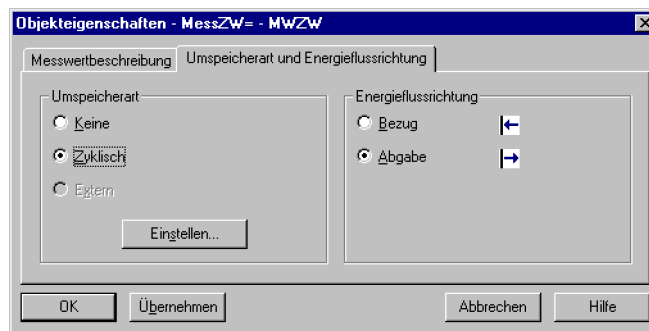 Objekteigenschaften - MessZW= - MWZW
Messwertbeschreibung
Umspeicherart und Energieflussrichtung
Umspeicherart
Keine
Zyklisch
Extern
Einstellen...
Energieflussrichtung
Bezug
Abgabe
OK
Übernehmen
Abbrechen
Hilfe